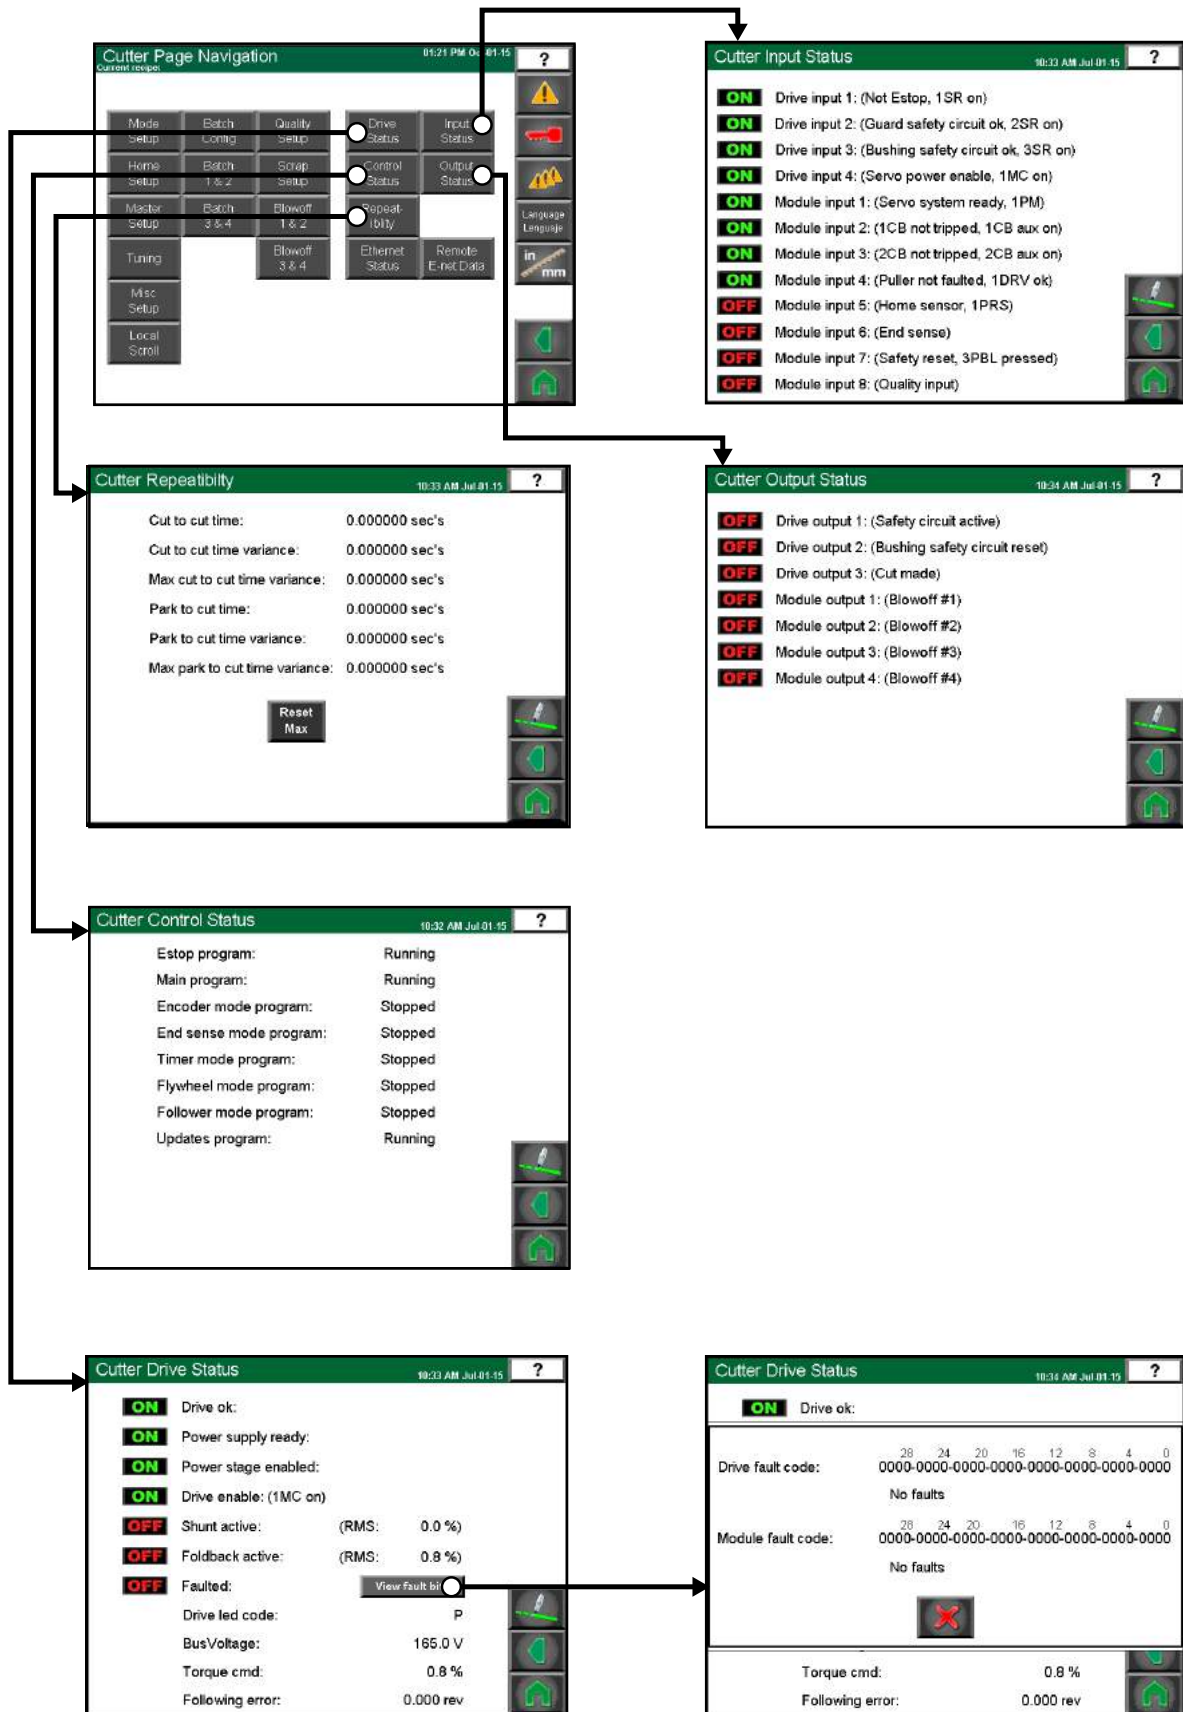 Cutter Page Navigation
01:21 PM Oct-01-15
?
Current recipe:
Mode Setup
Batch Config
Quality Setup
Drive Status
Input Status
Home Setup
Batch 1 & 2
Scrap Setup
Control Status
Output Status
Master Setup
Batch 3 & 4
Blowoff 1 & 2
Repeat-iblity
Language Lenguaje
Tuning
Blowoff 3 & 4
Ethernet Status
Remote E-net Data
in mm
Misc Setup
Local Scroll
Cutter Input Status
10:33 AM Jul-01-15
?
ON Drive input 1: (Not Estop, 1SR on)
ON Drive input 2: (Guard safety circuit ok, 2SR on)
ON Drive input 3: (Bushing safety circuit ok, 3SR on)
ON Drive input 4: (Servo power enable, 1MC on)
ON Module input 1: (Servo system ready, 1PM)
ON Module input 2: (1CB not tripped, 1CB aux on)
ON Module input 3: (2CB not tripped, 2CB aux on)
ON Module input 4: (Puller not faulted, 1DRV ok)
OFF Module input 5: (Home sensor, 1PRS)
OFF Module input 6: (End sense)
OFF Module input 7: (Safety reset, 3PBL pressed)
OFF Module input 8: (Quality input)
Cutter Repeatibilty
10:33 AM Jul-01-15
?
Cut to cut time: 0.000000 sec's
Cut to cut time variance: 0.000000 sec's
Max cut to cut time variance: 0.000000 sec's
Park to cut time: 0.000000 sec's
Park to cut time variance: 0.000000 sec's
Max park to cut time variance: 0.000000 sec's
Reset
Max
Cutter Output Status
10:34 AM Jul-01-15
?
OFF Drive output 1: (Safety circuit active)
OFF Drive output 2: (Bushing safety circuit reset)
OFF Drive output 3: (Cut made)
OFF Module output 1: (Blowoff #1)
OFF Module output 2: (Blowoff #2)
OFF Module output 3: (Blowoff #3)
OFF Module output 4: (Blowoff #4)
Cutter Control Status
10:32 AM Jul-01-15
?
Estop program: Running
Main program: Running
Encoder mode program: Stopped
End sense mode program: Stopped
Timer mode program: Stopped
Flywheel mode program: Stopped
Follower mode program: Stopped
Updates program: Running
Cutter Drive Status
10:33 AM Jul-01-15
?
ON Drive ok:
ON Power supply ready:
ON Power stage enabled:
ON Drive enable: (1MC on)
OFF Shunt active: (RMS: 0.0 %)
OFF Foldback active: (RMS: 0.8 %)
OFF Faulted: View fault bi
Drive led code: P
BusVoltage: 165.0 V
Torque cmd: 0.8 %
Following error: 0.000 rev
Cutter Drive Status
10:34 AM Jul-01-15
?
ON Drive ok:
28 24 20 16 12 8 4 0
Drive fault code: 0000-0000-0000-0000-0000-0000-0000-0000
No faults
28 24 20 16 12 8 4 0
Module fault code: 0000-0000-0000-0000-0000-0000-0000-0000
No faults
Torque cmd: 0.8 %
Following error: 0.000 rev